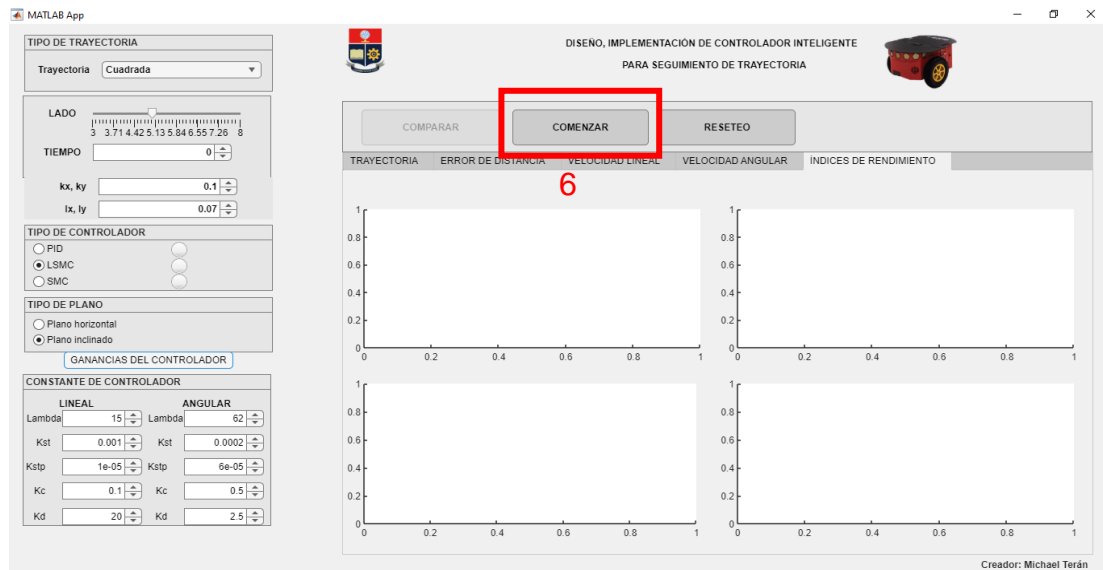 MATLAB App
TIPO DE TRAYECTORIA
Trayectoria Cuadrada
LADO
3 3.71 4.42 5.13 5.84 6.55 7.26 8
TIEMPO 0
kx, ky 0.1
lx, ly 0.07
TIPO DE CONTROLADOR
PID
LSMC
SMC
TIPO DE PLANO
Plano horizontal
Plano inclinado
GANANCIAS DEL CONTROLADOR
CONSTANTE DE CONTROLADOR
LINEAL ANGULAR
Lambda 15 Lambda 62
Kst 0.001 Kst 0.0002
Kstp 1e-05 Kstp 6e-05
Kc 0.1 Kc 0.5
Kd 20 Kd 2.5
DISEÑO, IMPLEMENTACIÓN DE CONTROLADOR INTELIGENTE
PARA SEGUIMIENTO DE TRAYECTORIA
COMPARAR COMENZAR RESETEO
TRAYECTORIA ERROR DE DISTANCIA VELOCIDAD LINEAL VELOCIDAD ANGULAR ÍNDICES DE RENDIMIENTO
6
1 1
0.8 0.8
0.6 0.6
0.4 0.4
0.2 0.2
0 0
0 0.2 0.4 0.6 0.8 1 0 0.2 0.4 0.6 0.8 1
1 1
0.8 0.8
0.6 0.6
0.4 0.4
0.2 0.2
0 0
0 0.2 0.4 0.6 0.8 1 0 0.2 0.4 0.6 0.8 1
Creador: Michael Terán